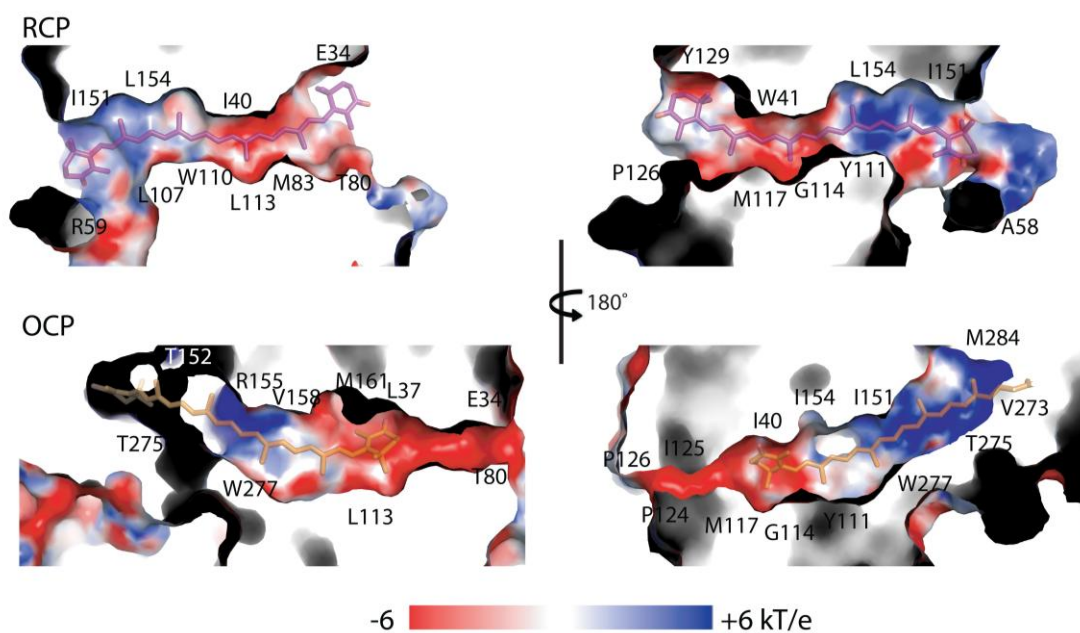 RCP
E34
L154
I151
I40
W110
M83
T80
L107
L113
R59
Y129
L154
I151
W41
P126
M117
G114
Y111
A58
180°
OCP
T152
R155
V158
M161
L37
E34
T275
W277
T80
L113
M284
I154
I151
V273
I40
T275
I125
P126
W277
P124
M117
G114
Y111
-6
+6 kT/e